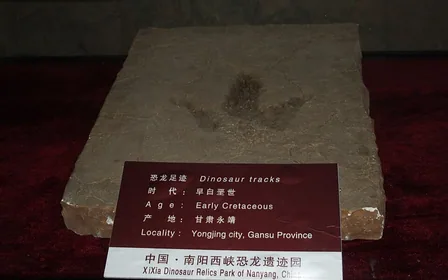 恐龙足迹 Dinosaur tracks
时 代: 早白垩世
Age: Early Cretaceous
产 地: 甘肃永靖
Locality: Yongjing city, Gansu Province
中国·南阳西峡恐龙遗迹园
XiXia Dinosaur Relics Park of Nanyang,